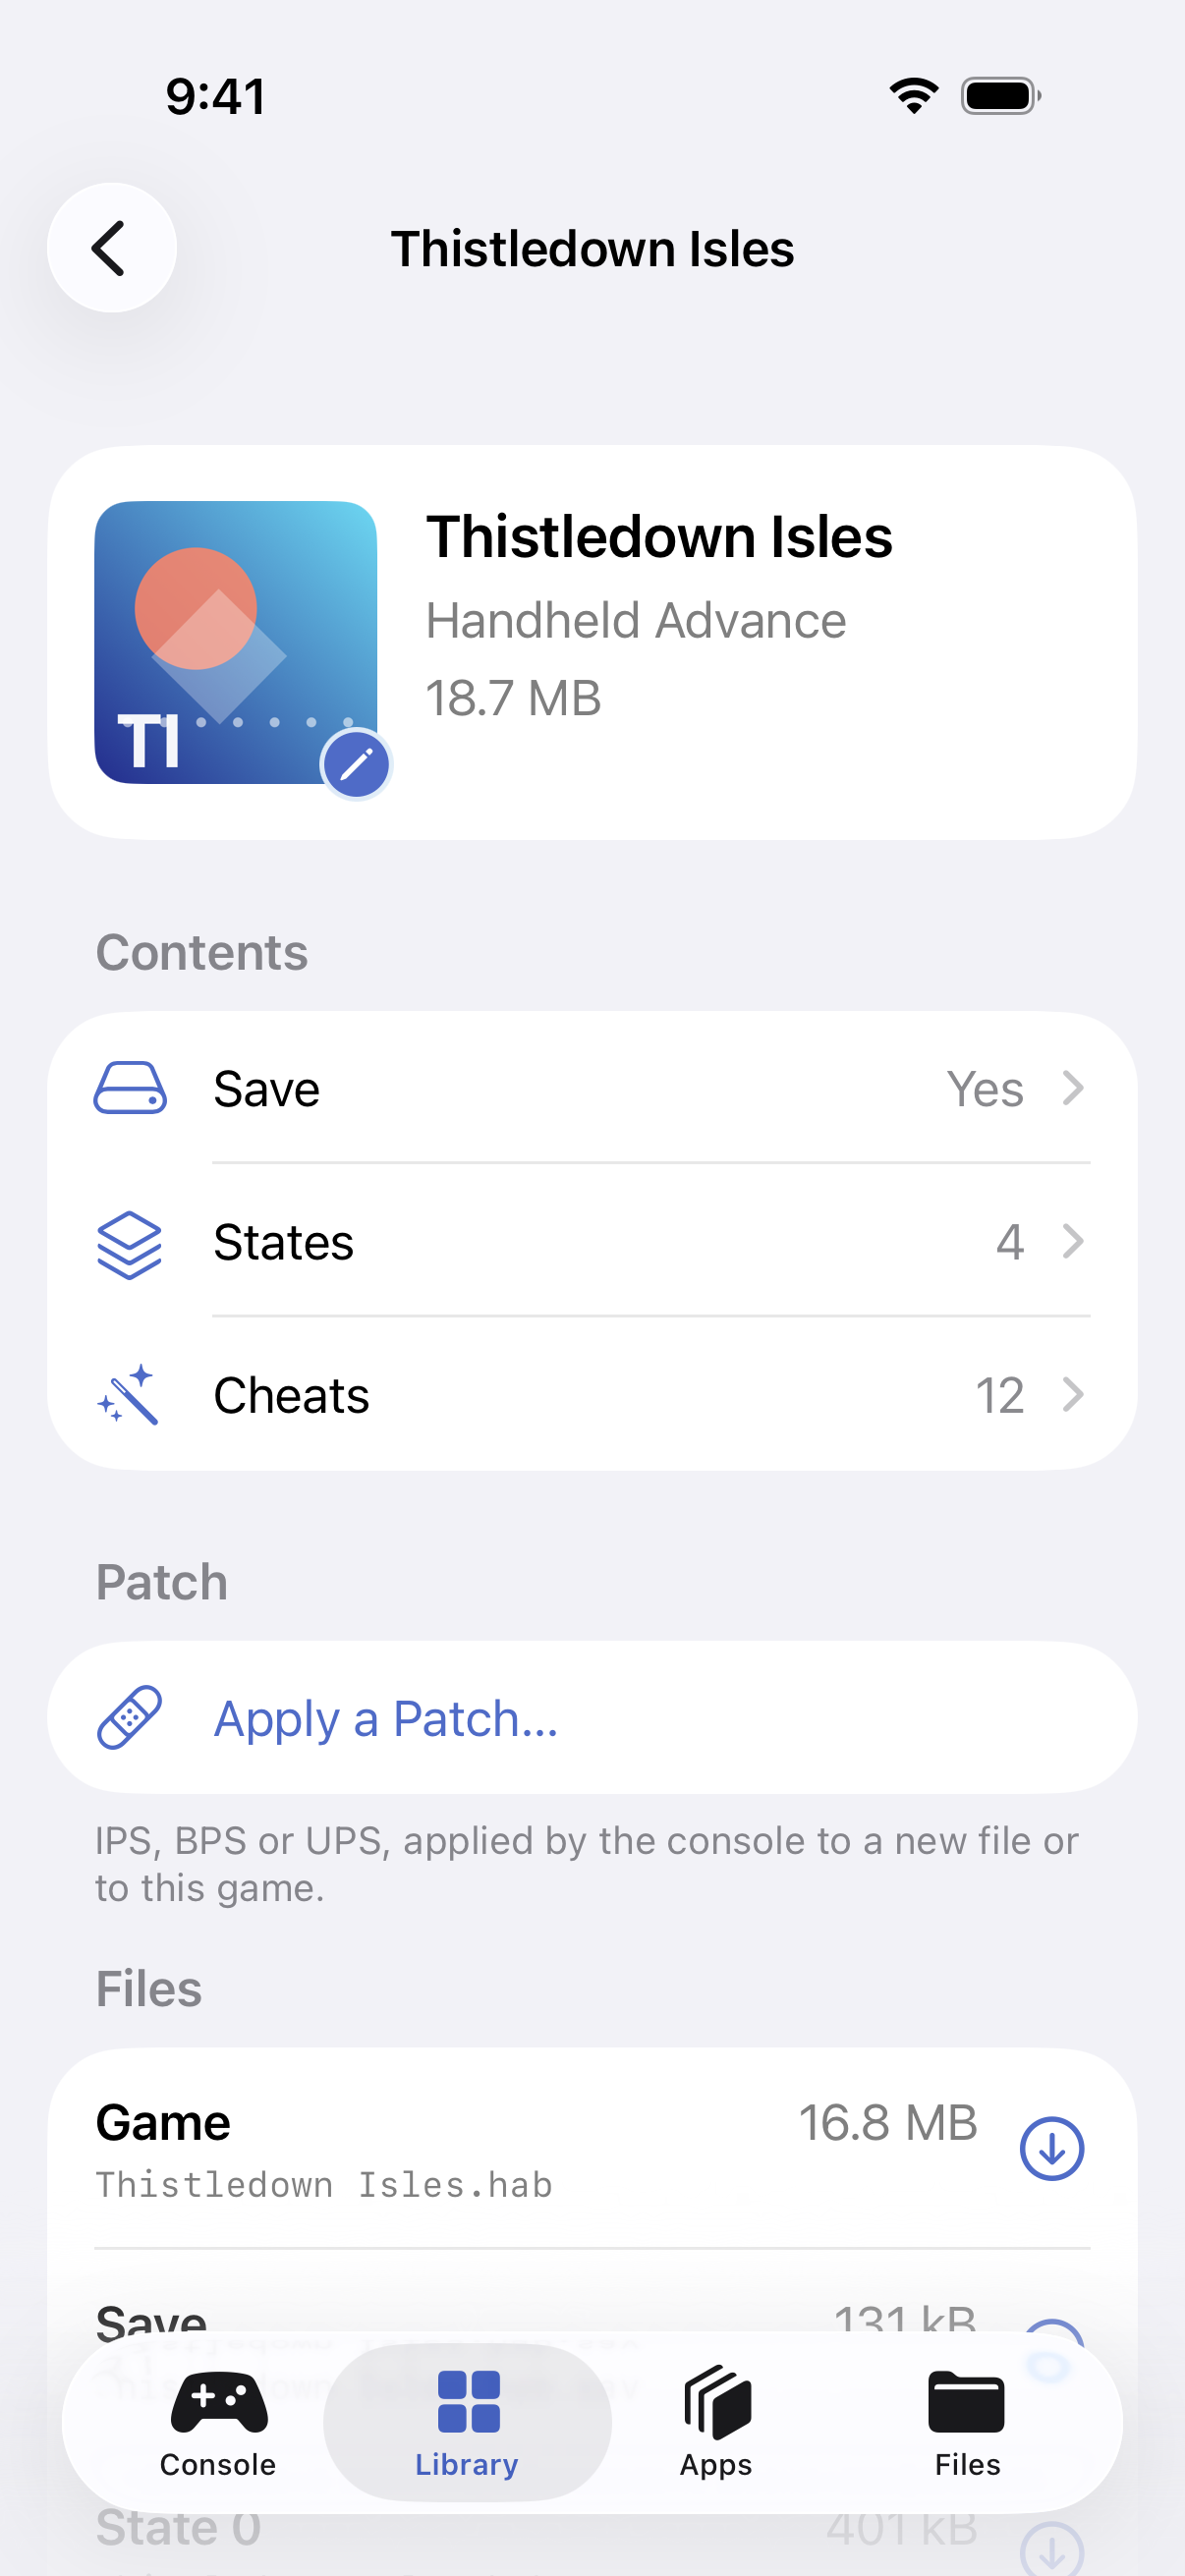 9:41
Thistledown Isles
TI
Thistledown Isles
Handheld Advance
18.7 MB
Contents
Save Yes
States 4
Cheats 12
Patch
Apply a Patch...
IPS, BPS or UPS, applied by the console to a new file or
to this game.
Files
Game 16.8 MB
Thistledown Isles.hab
Save 131 kB
Console Library Apps Files
State 0 401 kB